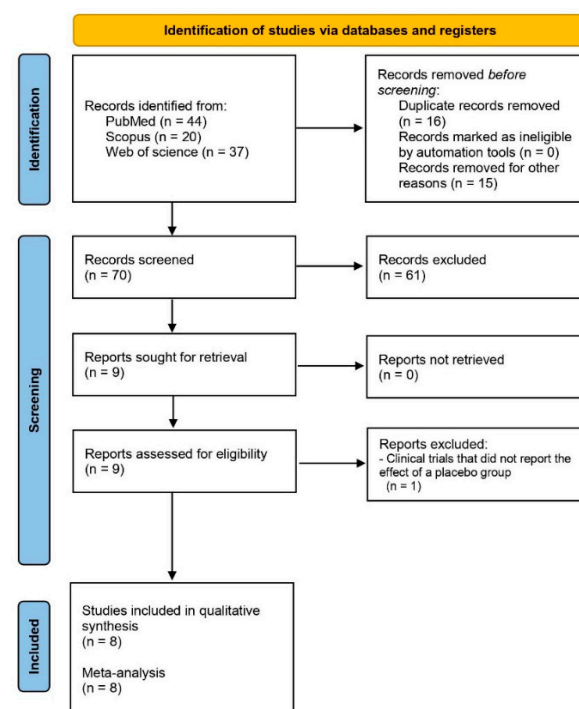 Identification of studies via databases and registers
Identification
Records identified from:
PubMed (n = 44)
Scopus (n = 20)
Web of science (n = 37)
Records removed before
screening:
Duplicate records removed
(n = 16)
Records marked as ineligible
by automation tools (n = 0)
Records removed for other
reasons (n = 15)
Screening
Records screened
(n = 70)
Records excluded
(n = 61)
Reports sought for retrieval
(n = 9)
Reports not retrieved
(n = 0)
Reports assessed for eligibility
(n = 9)
Reports excluded:
- Clinical trials that did not report the
effect of a placebo group
(n = 1)
Included
Studies included in qualitative
synthesis
(n = 8)
Meta-analysis
(n = 8)